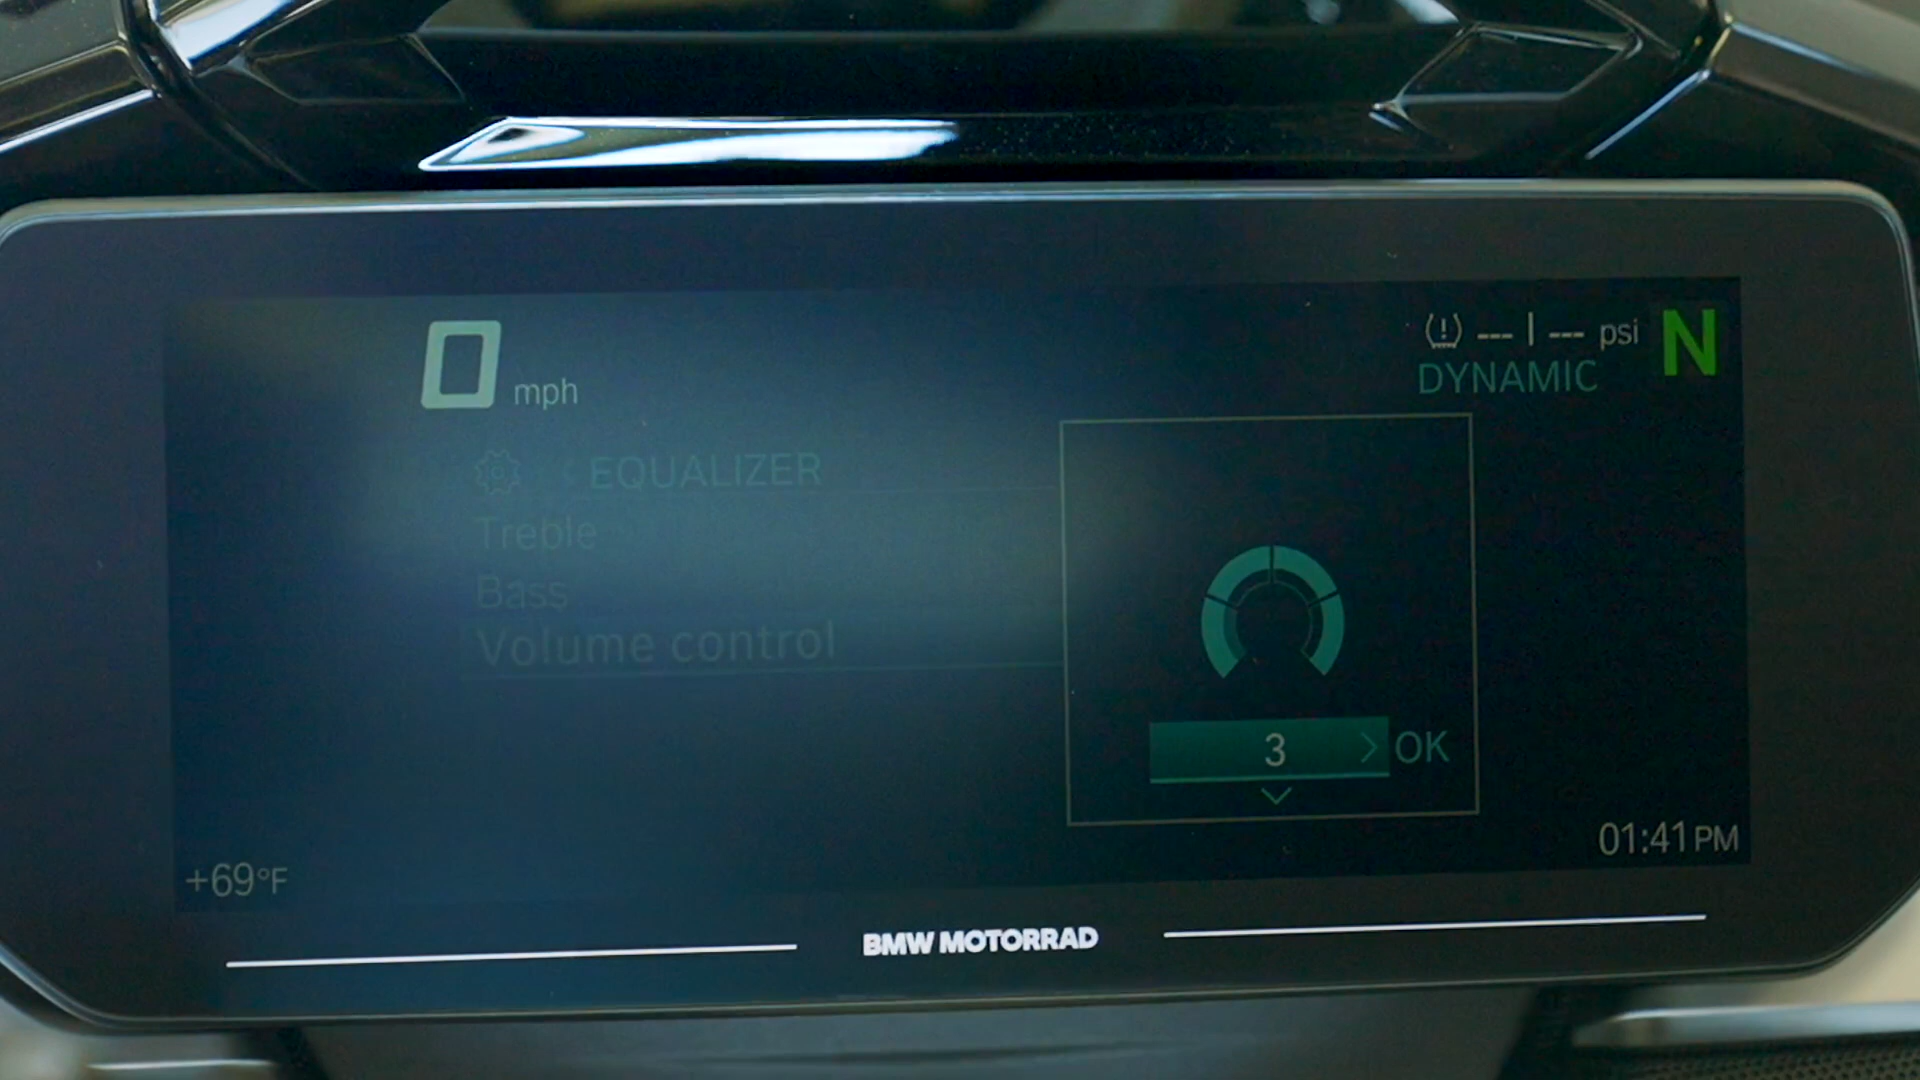 0 mph
--- | --- psi N
DYNAMIC
EQUALIZER
Treble
Bass
Volume control
3 OK
+69°F
01:41 PM
BMW MOTORRAD